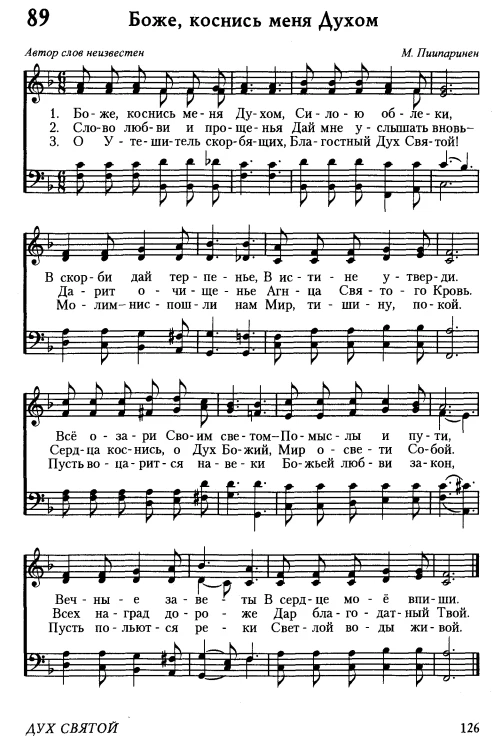 89 Боже, коснись меня Духом
Автор слов неизвестен М. Пиипаринен
1. Бо-же, коснись ме-ня Ду-хом, Си-ло-ю об-ле-ки,
2. Сло-во люб-ви и про-ще-нья Дай мне у-слышать вновь-
3. О У-те-ши-тель скор-бя-щих, Бла-гостный Дух Свя-той!
В скор-би дай тер-пе-нье, В ис-ти-не у-твер-ди.
Да-рит о-чи-ще-нье Агн-ца Свя-то-го Кровь.
Мо-лим-нис-пош-ли нам Мир, ти-ши-ну, по-кой.
Всё о-за-ри Сво-им све-том-По-мыс-лы и пу-ти,
Серд-ца кос-нись, о Дух Бо-жий, Мир о-све-ти Со-бой.
Пусть во-ца-рит-ся на-ве-ки Бо-жьей люб-ви за-кон,
Веч-ны-е за-ве-ты В серд-це мо-ё впи-ши.
Всех на-град до-ро-же Дар бла-го-дат-ный Твой.
Пусть по-льют-ся ре-ки Свет-лой во-ды жи-вой.
ДУХ СВЯТОЙ 126